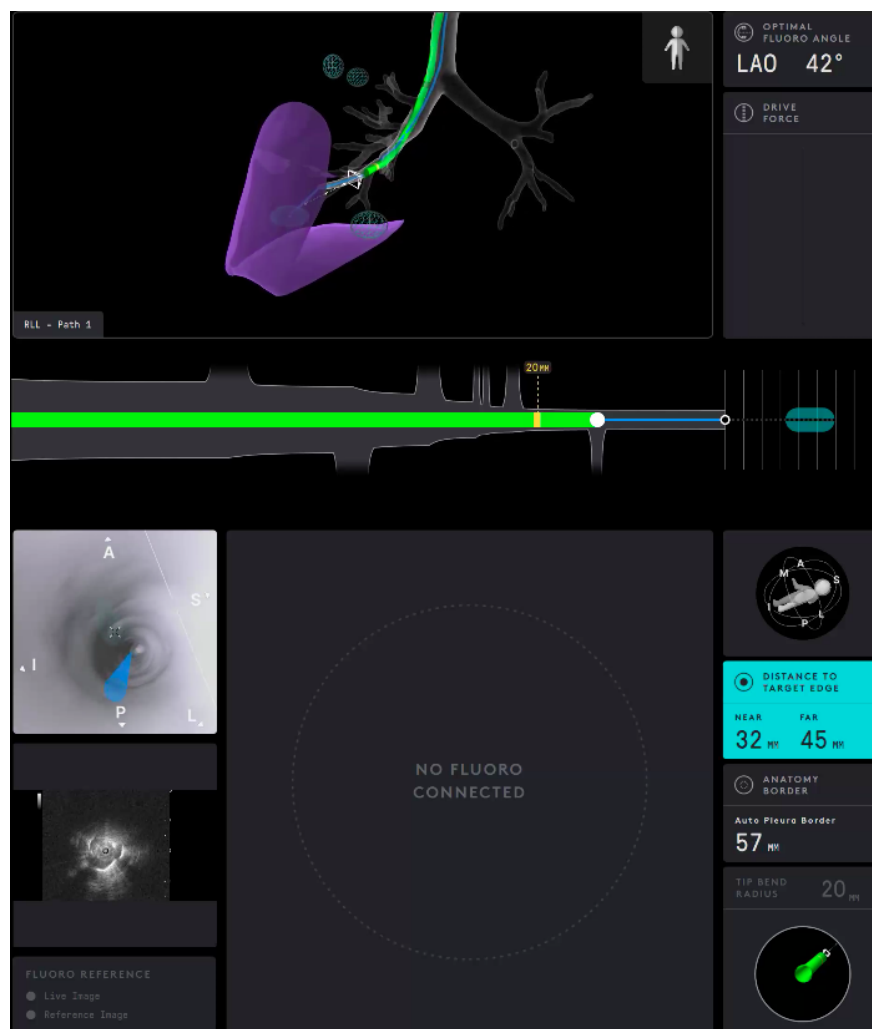 OPTIMAL
FLUORO ANGLE
LAO 42°
DRIVE
FORCE
RLL - Path 1
20 MM
A
S
I
P
L
NO FLUORO
CONNECTED
A
M
S
I
L
P
DISTANCE TO
TARGET EDGE
NEAR FAR
32 MM 45 MM
ANATOMY
BORDER
Auto Pleura Border
57 MM
TIP BEND
RADIUS
20 MM
FLUORO REFERENCE
Live Image
Reference Image